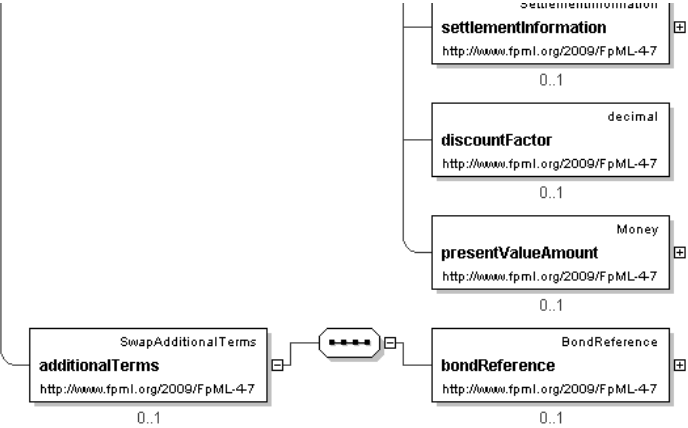 SettlementInformation
settlementInformation
http://www.fpml.org/2009/FpML-4-7
0..1
decimal
discountFactor
http://www.fpml.org/2009/FpML-4-7
0..1
Money
presentValueAmount
http://www.fpml.org/2009/FpML-4-7
0..1
SwapAdditionalTerms
additionalTerms
http://www.fpml.org/2009/FpML-4-7
0..1
BondReference
bondReference
http://www.fpml.org/2009/FpML-4-7
0..1